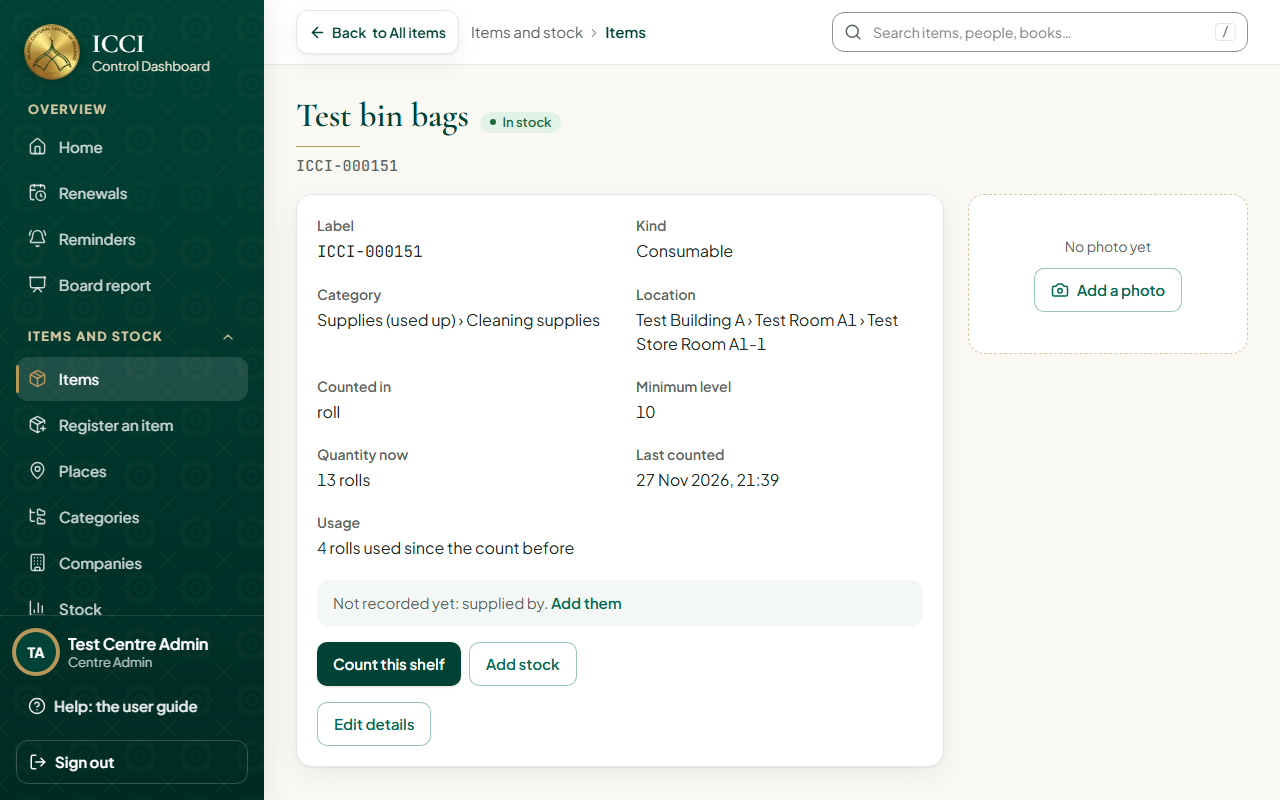 ICCI
Control Dashboard
OVERVIEW
Home
Renewals
Reminders
Board report
ITEMS AND STOCK
Items
Register an item
Places
Categories
Companies
Stock
TA
Test Centre Admin
Centre Admin
Help: the user guide
Sign out
Back to All items
Items and stock › Items
Search items, people, books…
/
Test bin bags
In stock
ICCI-000151
Label
ICCI-000151
Kind
Consumable
Category
Supplies (used up) › Cleaning supplies
Location
Test Building A › Test Room A1 › Test
Store Room A1-1
Counted in
roll
Minimum level
10
Quantity now
13 rolls
Last counted
27 Nov 2026, 21:39
Usage
4 rolls used since the count before
Not recorded yet: supplied by. Add them
Count this shelf
Add stock
Edit details
No photo yet
Add a photo